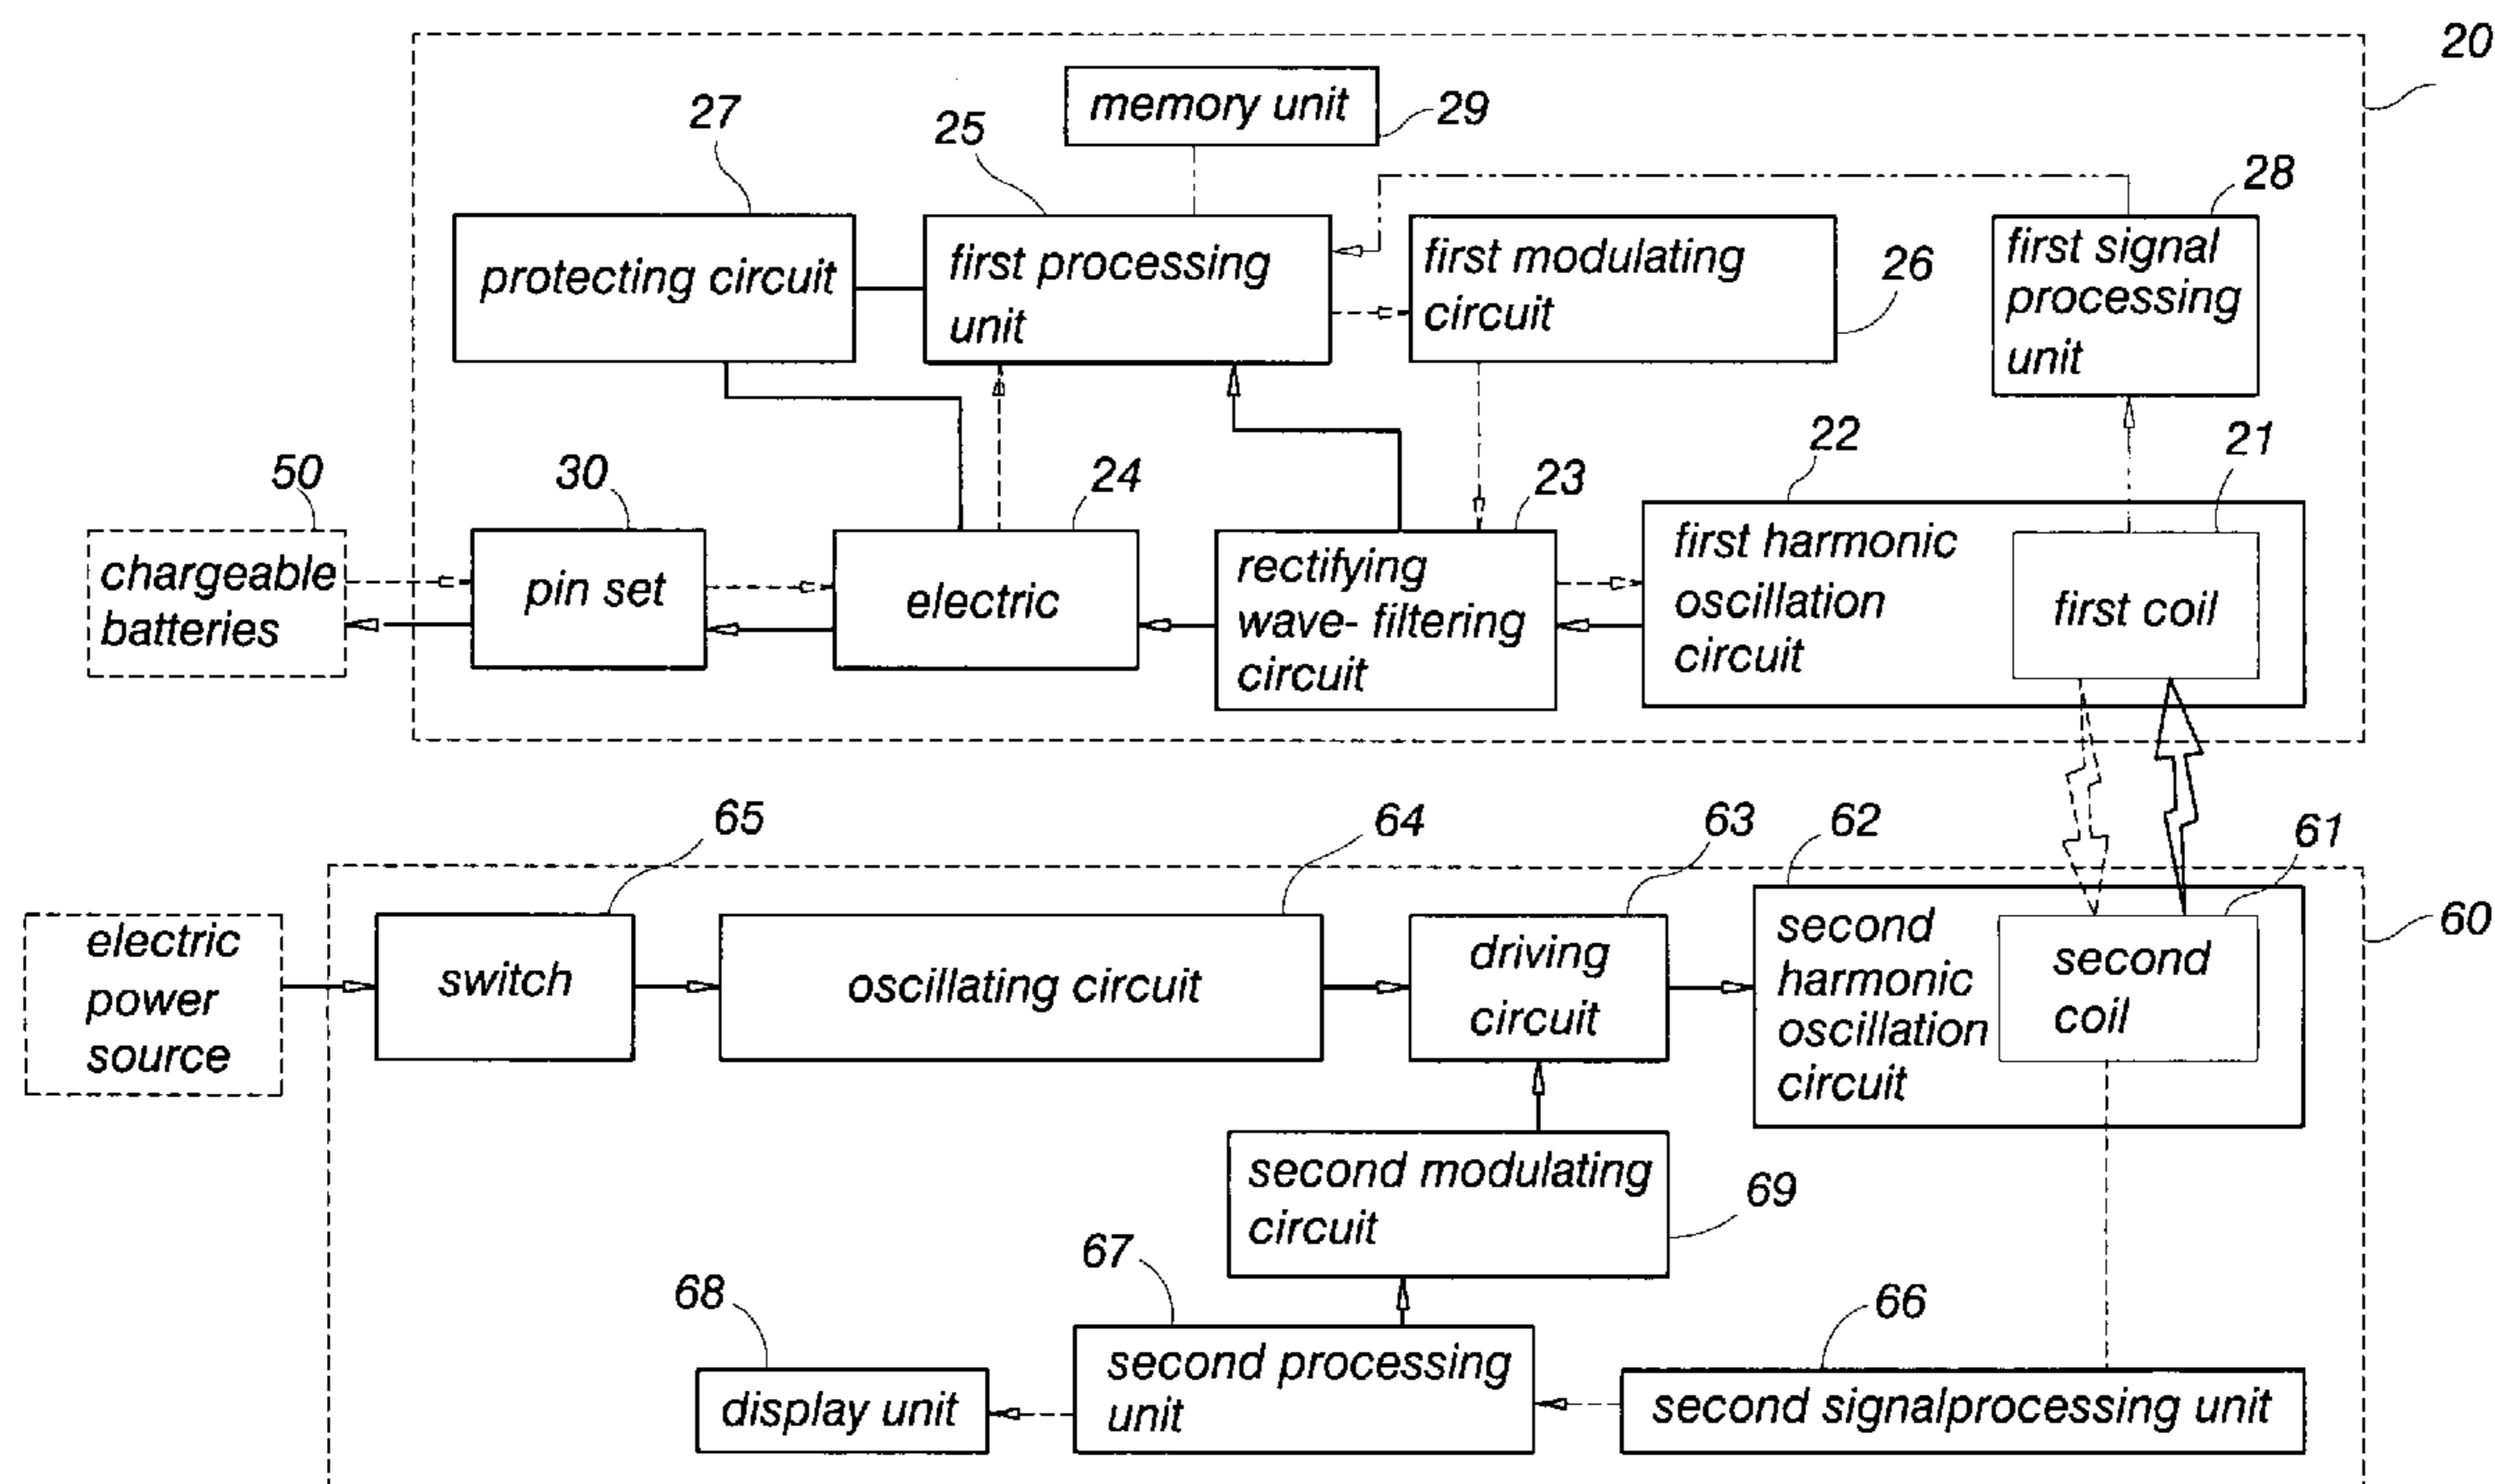 20
memory unit
29
27
25
28
protecting circuit
first processing
unit
first modulating
circuit
26
first signal
processing
unit
50
30
24
23
22
21
chargeable
batteries
pin set
electric
rectifying
wave- filtering
circuit
first harmonic
oscillation
circuit
first coil
65
64
63
62
61
60
electric
power
source
switch
oscillating circuit
driving
circuit
second
harmonic
oscillation
circuit
second
coil
second modulating
circuit
69
67
68
66
second processing
unit
display unit
second signalprocessing unit